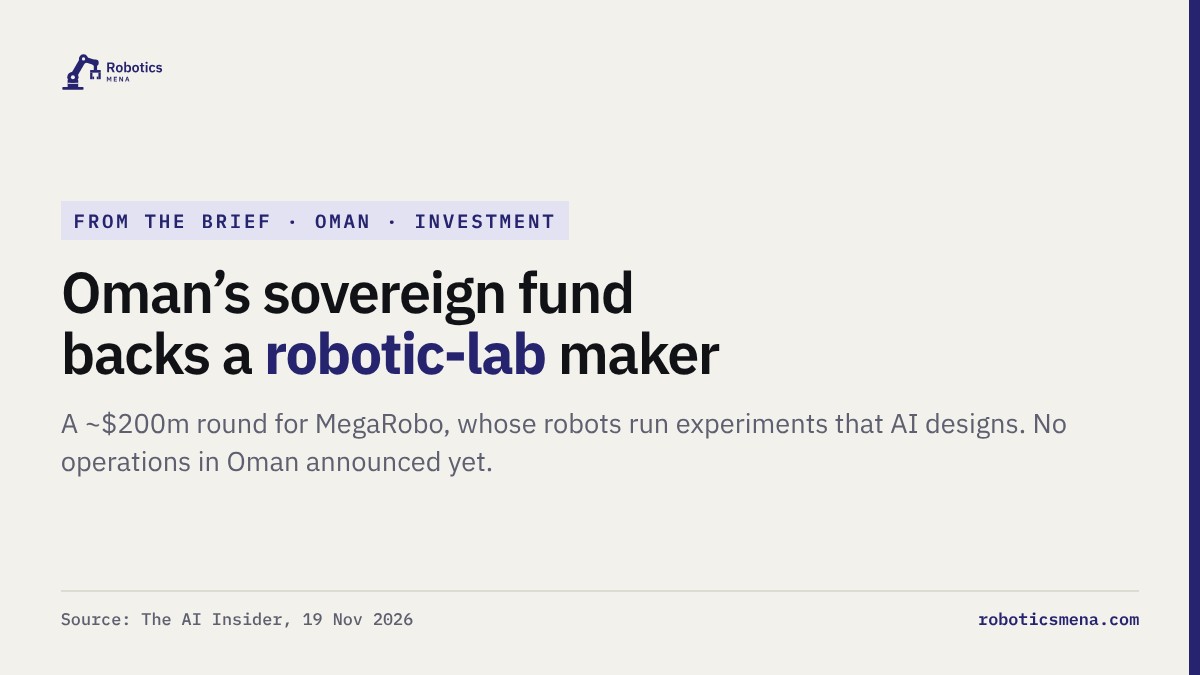 Robotics
MENA
FROM THE BRIEF · OMAN · INVESTMENT
Oman’s sovereign fund
backs a robotic-lab maker
A ~$200m round for MegaRobo, whose robots run experiments that AI designs. No
operations in Oman announced yet.
Source: The AI Insider, 19 Nov 2026
roboticsmena.com